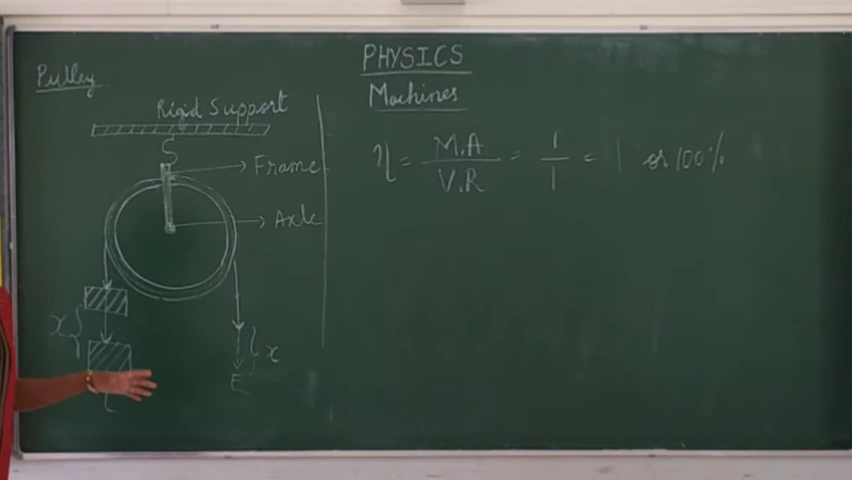 PHYSICS
Machines
Pulley
Rigid Support
Frame
Axle
x
x
E
L
η = M.A / V.R = 1 / 1 = 1 or 100%